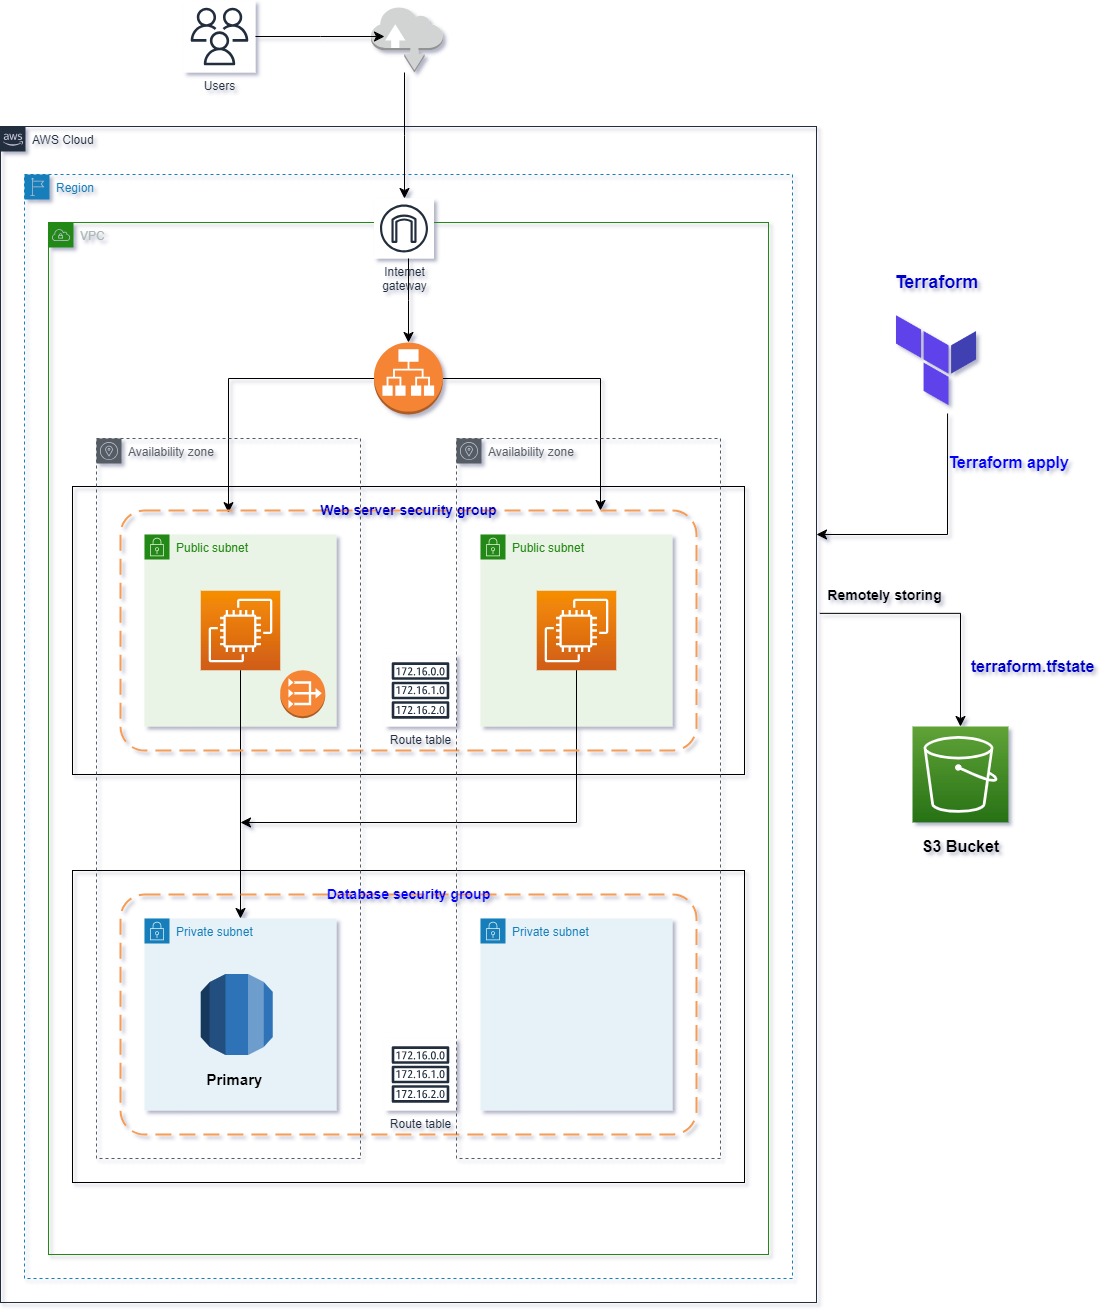 Users
aws
AWS Cloud
Region
VPC
Internet
gateway
Terraform
Availability zone
Availability zone
Terraform apply
Web server security group
Public subnet
Public subnet
Remotely storing
172.16.0.0
172.16.1.0
172.16.2.0
Route table
terraform.tfstate
S3 Bucket
Database security group
Private subnet
Private subnet
172.16.0.0
172.16.1.0
172.16.2.0
Primary
Route table